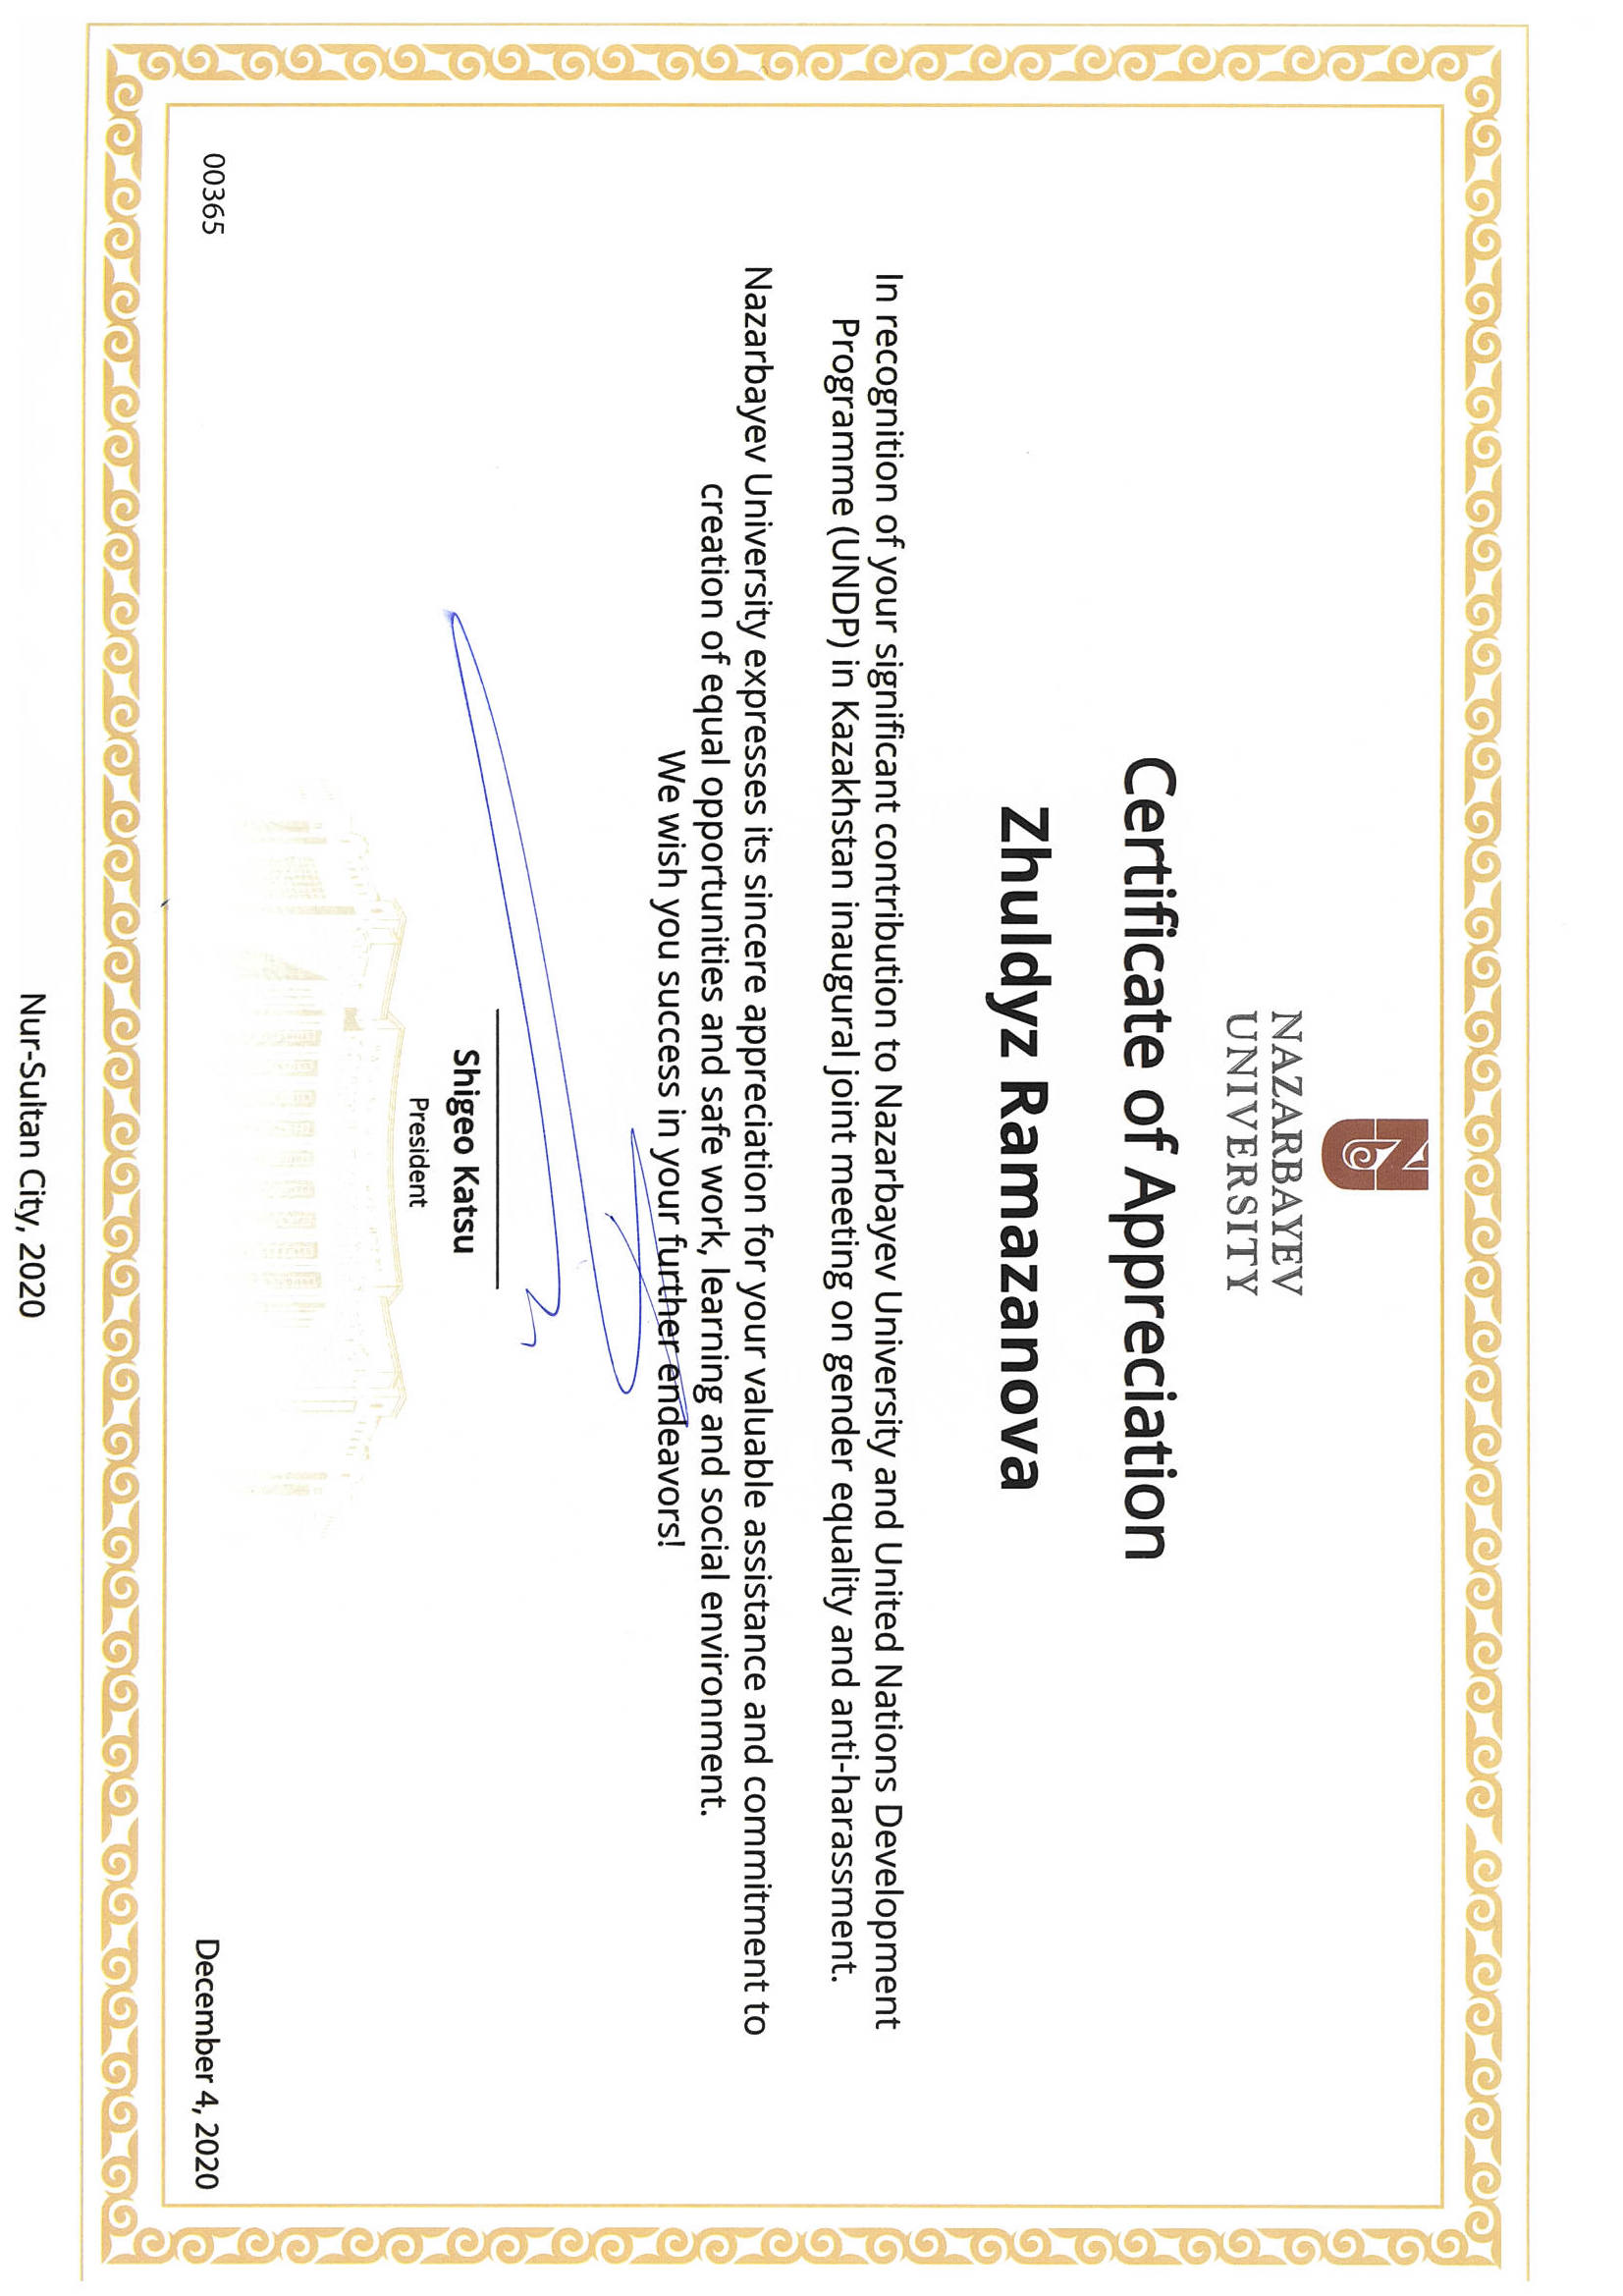 NAZARBAYEV
UNIVERSITY
Certificate of Appreciation
Zhuldyz Ramazanova
In recognition of your significant contribution to Nazarbayev University and United Nations Development
Programme (UNDP) in Kazakhstan inaugural joint meeting on gender equality and anti-harassment.
Nazarbayev University expresses its sincere appreciation for your valuable assistance and commitment to
creation of equal opportunities and safe work, learning and social environment.
We wish you success in your further endeavors!
Shigeo Katsu
President
00365
December 4, 2020
Nur-Sultan City, 2020